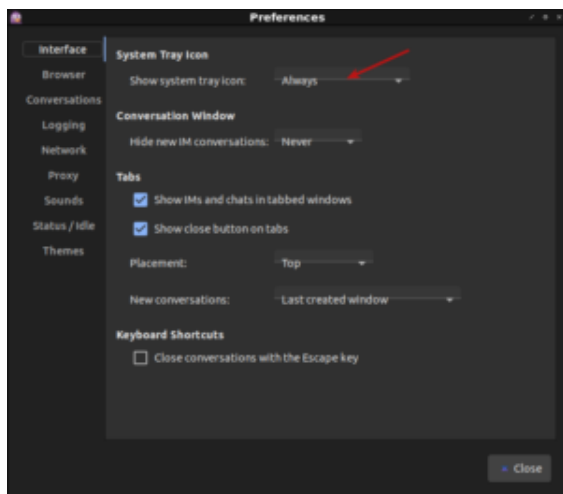 Preferences
Interface
Browser
Conversations
Logging
Network
Proxy
Sounds
Status / Idle
Themes
System Tray Icon
Show system tray icon: Always
Conversation Window
Hide new IM conversations: Never
Tabs
Show IMs and chats in tabbed windows
Show close button on tabs
Placement: Top
New conversations: Last created window
Keyboard Shortcuts
Close conversations with the Escape key
Close